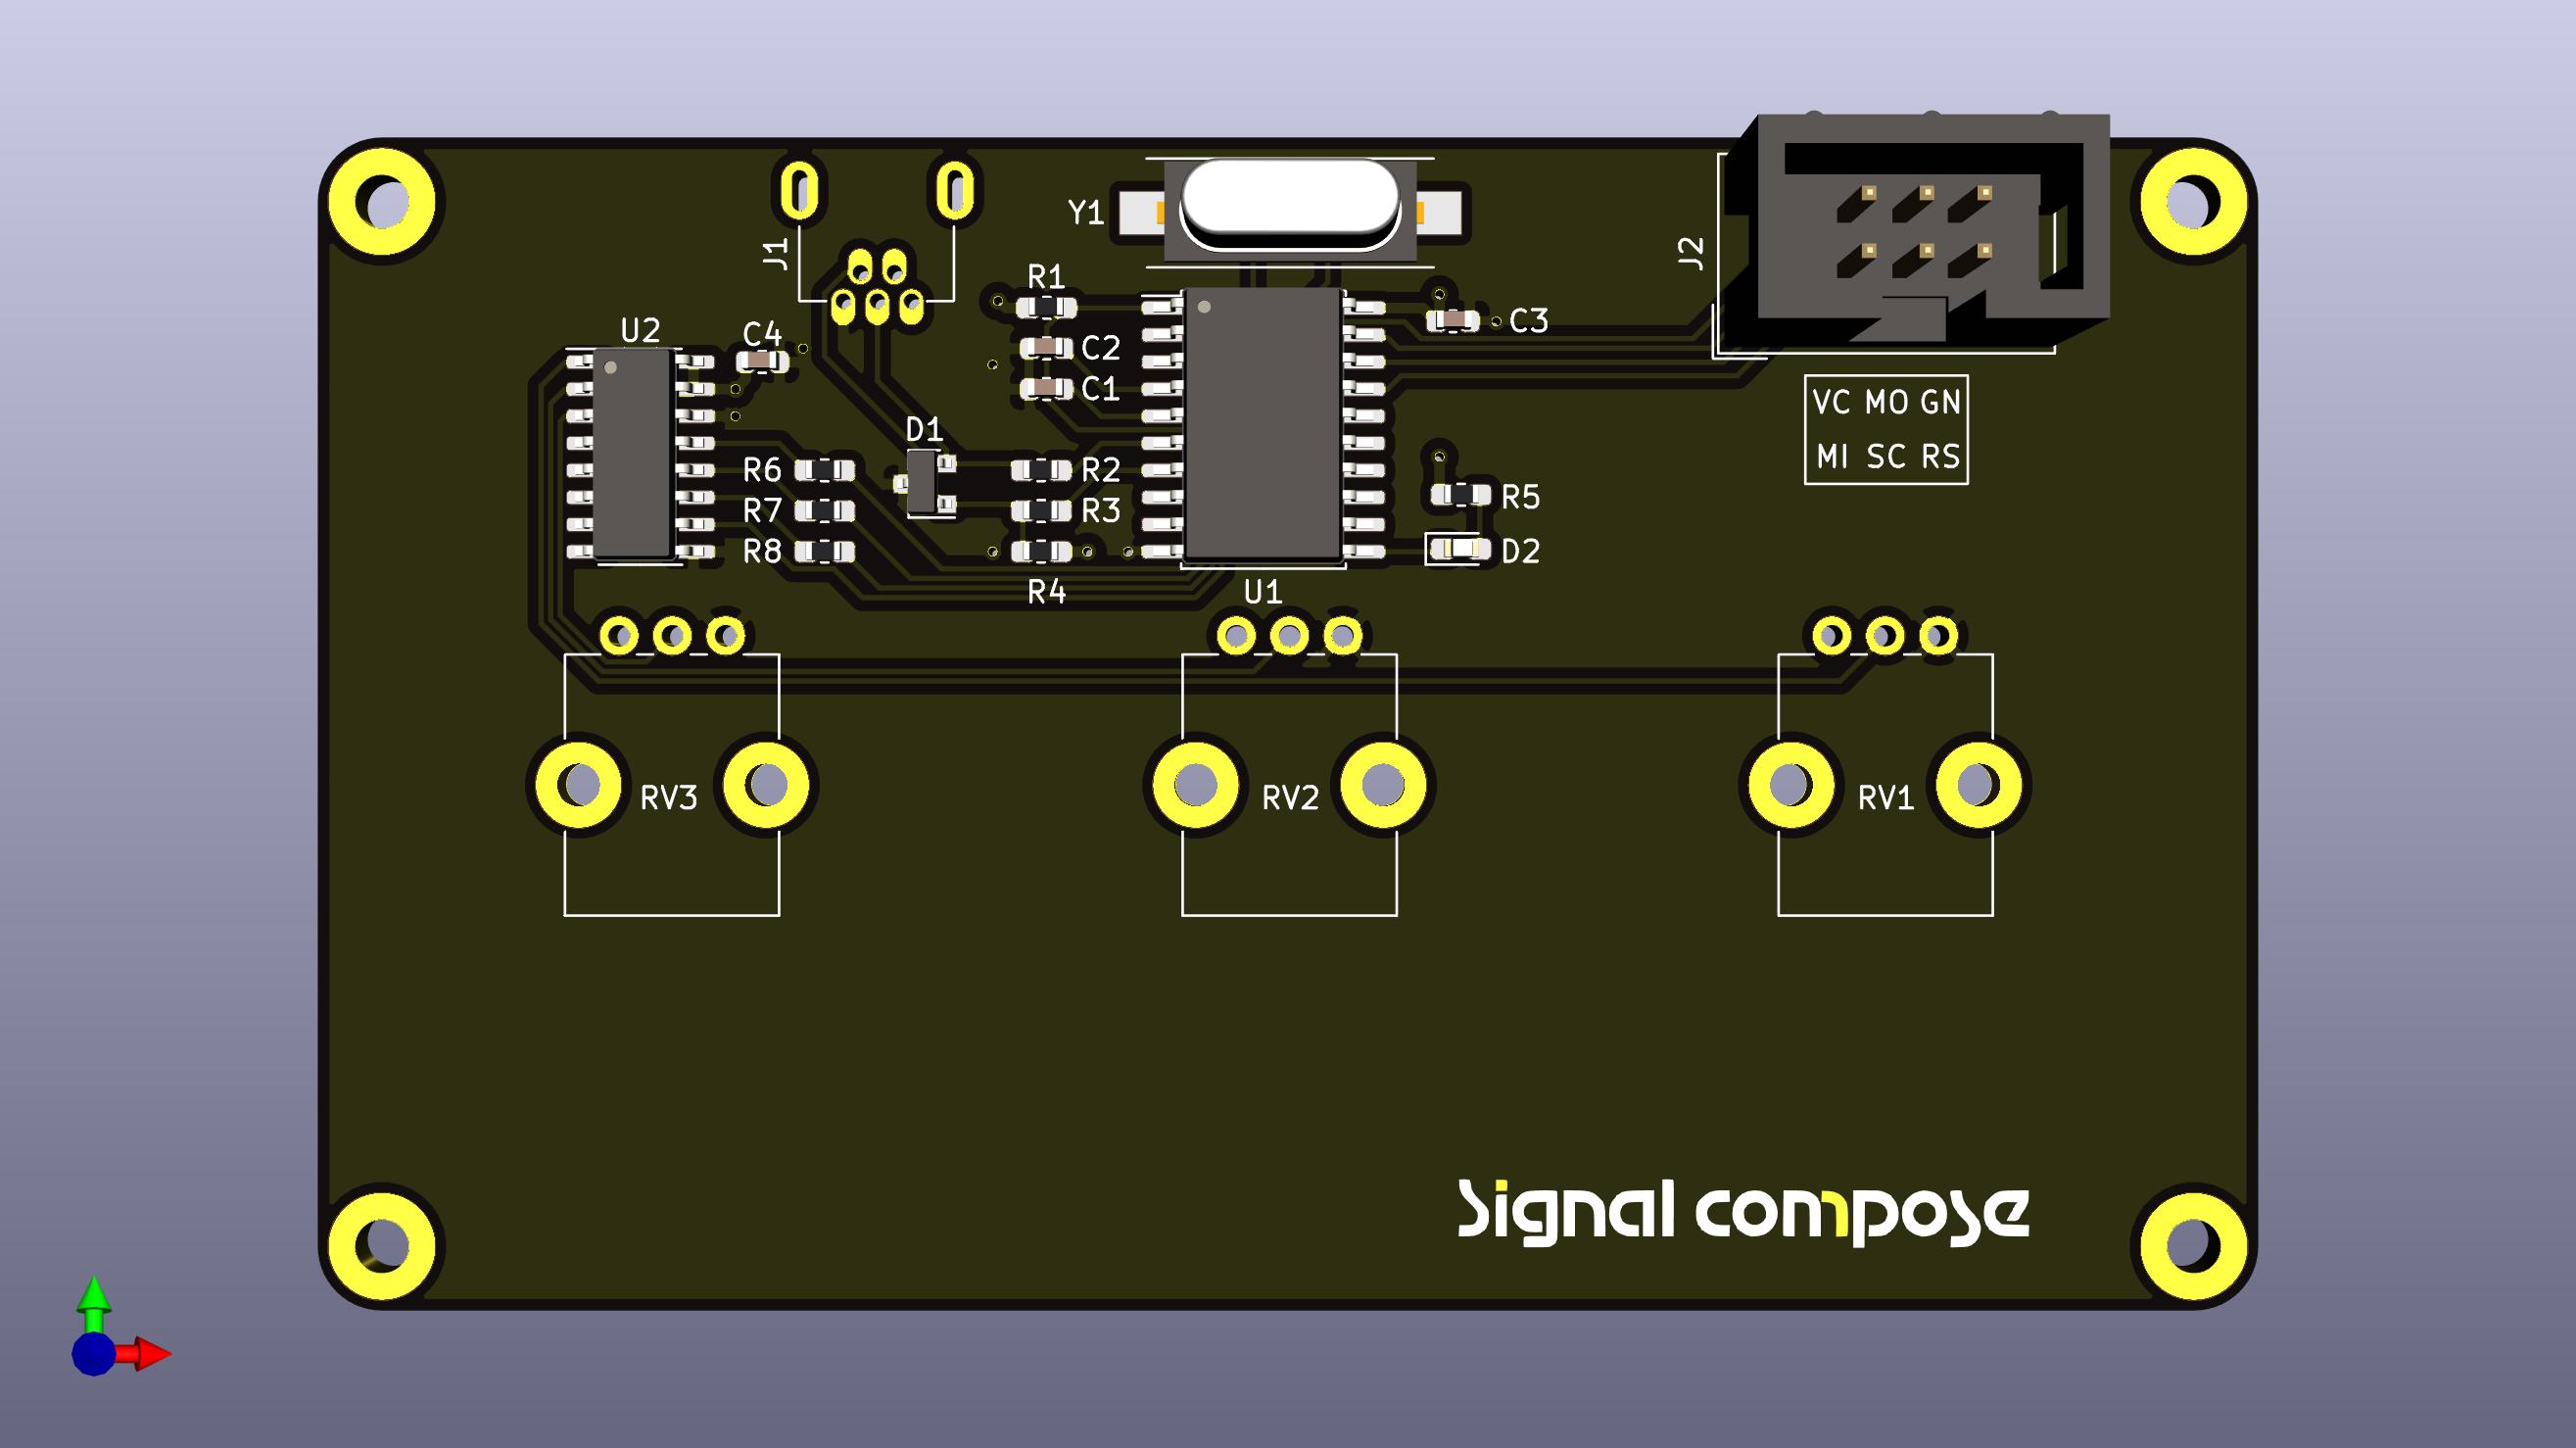 Y1
J1
J2
R1
U2
C4
C2
C3
C1
VC MO GN
D1
MI SC RS
R6
R2
R5
R7
R3
R8
D2
R4
U1
RV3
RV2
RV1
Signal compose